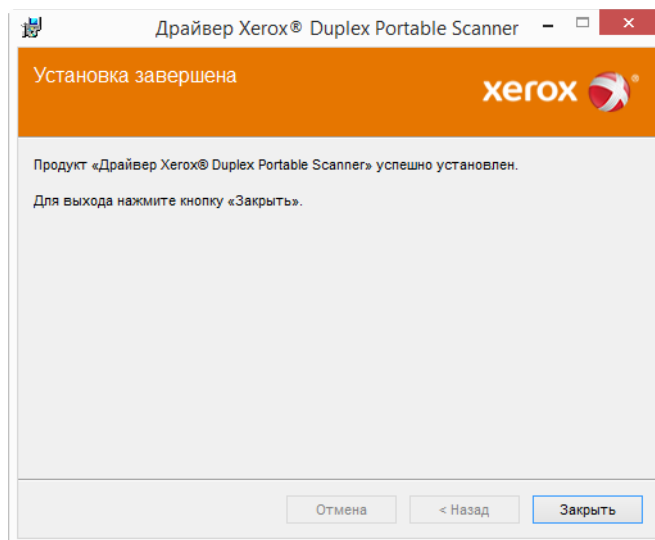 Драйвер Xerox® Duplex Portable Scanner
Установка завершена
xerox
Продукт «Драйвер Xerox® Duplex Portable Scanner» успешно установлен.
Для выхода нажмите кнопку «Закрыть».
Отмена
< Назад
Закрыть